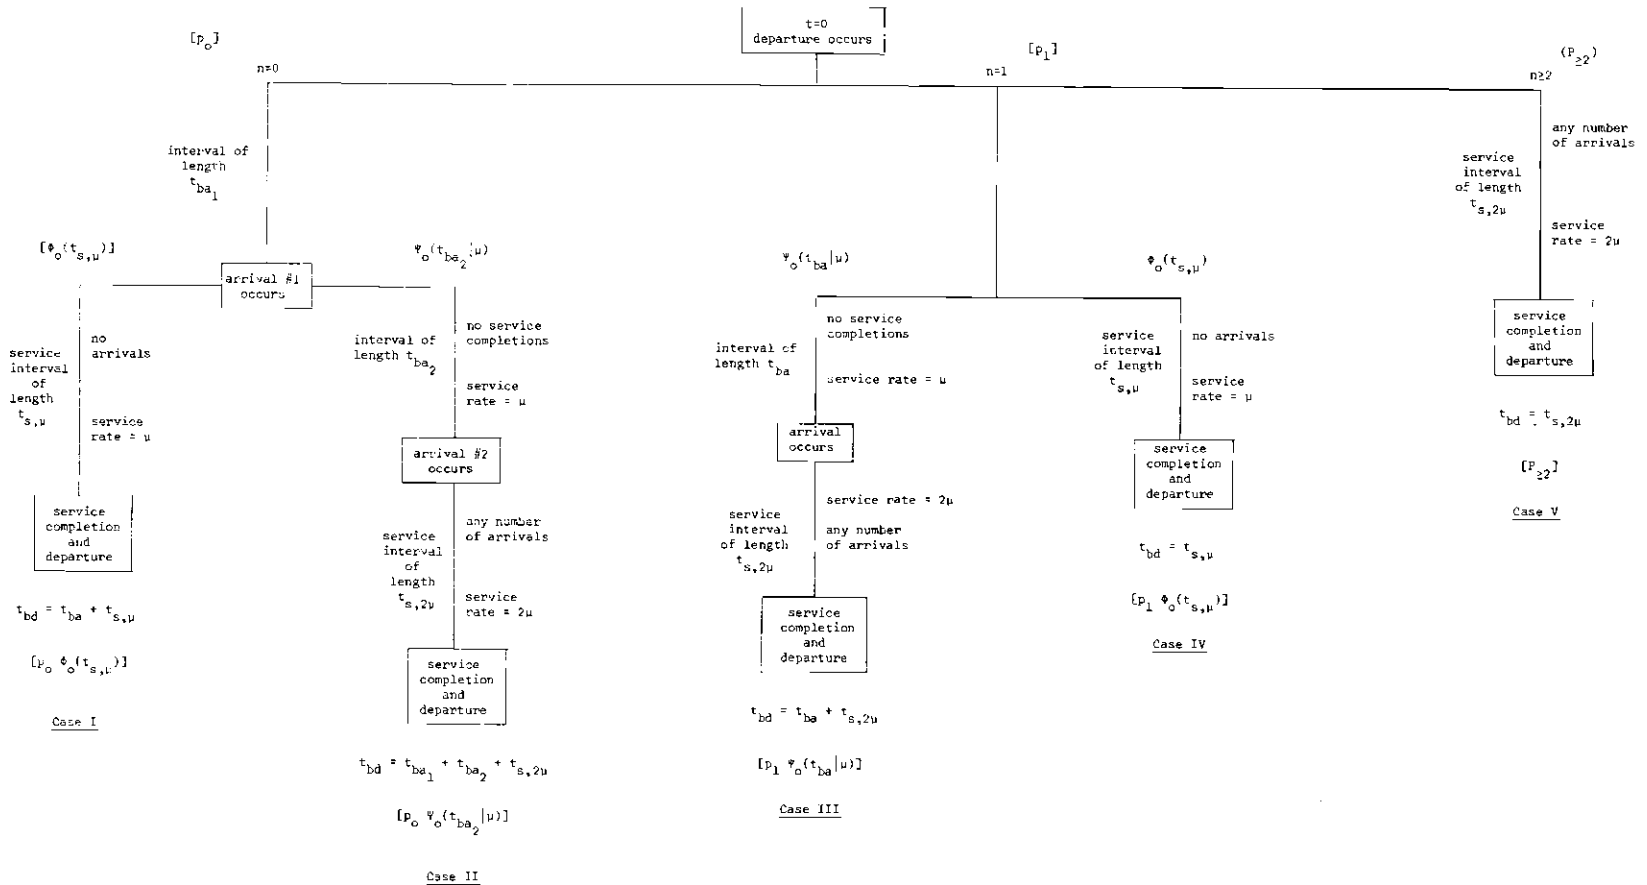 t=0
departure occurs
[p_o]
n=0
[p_1]
n=1
(P_≥2)
n≥2
interval of
length
t_ba_1
[Φ_o(t_s,μ)]
arrival #1
occurs
Ψ_o(t_ba_2|μ)
service
interval
of
length
t_s,μ
no
arrivals
service
rate = μ
service
completion
and
departure
t_bd = t_ba + t_s,μ
[p_o Φ_o(t_s,μ)]
Case I
interval of
length t_ba_2
no service
completions
service
rate = μ
arrival #2
occurs
service
interval
of
length
t_s,2μ
any number
of arrivals
service
rate = 2μ
service
completion
and
departure
t_bd = t_ba_1 + t_ba_2 + t_s,2μ
[p_o Ψ_o(t_ba_2|μ)]
Case II
Ψ_o(t_ba|μ)
interval of
length t_ba
no service
completions
service rate = μ
arrival
occurs
service
interval
of length
t_s,2μ
service rate = 2μ
any number
of arrivals
service
completion
and
departure
t_bd = t_ba + t_s,2μ
[p_1 Ψ_o(t_ba|μ)]
Case III
Φ_o(t_s,μ)
service
interval
of length
t_s,μ
no arrivals
service
rate = μ
service
completion
and
departure
t_bd = t_s,μ
[p_1 Φ_o(t_s,μ)]
Case IV
service
interval
of length
t_s,2μ
any number
of arrivals
service
rate = 2μ
service
completion
and
departure
t_bd = t_s,2μ
[P_≥2]
Case V